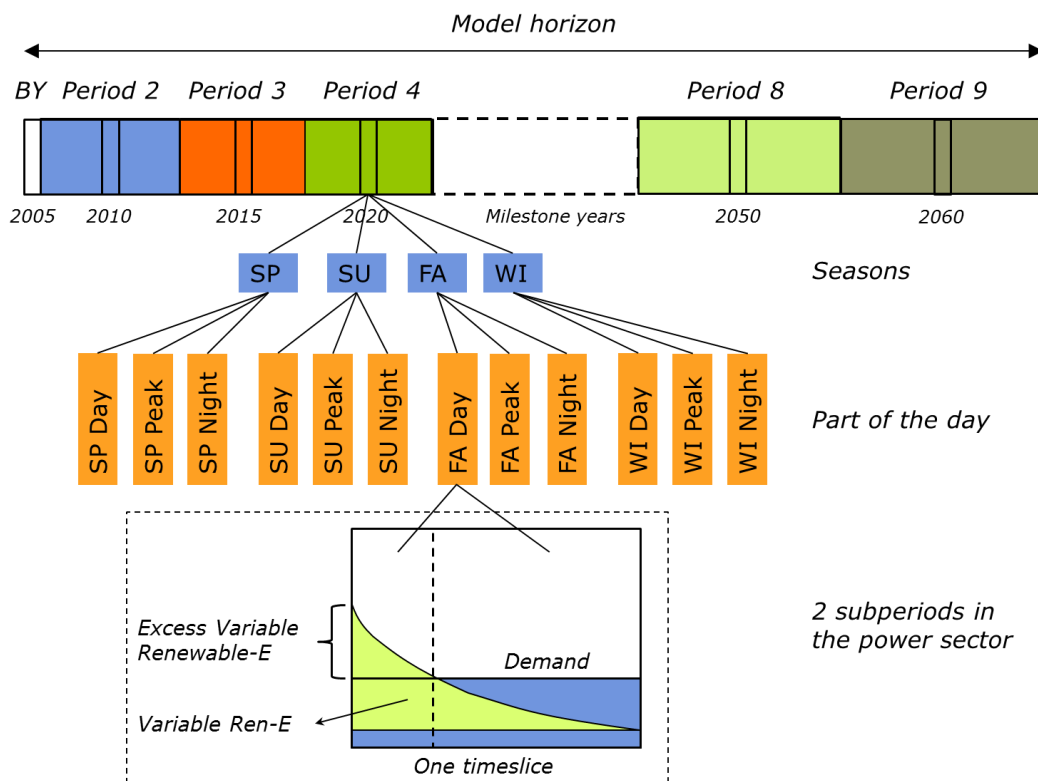 Model horizon
BY Period 2 Period 3 Period 4 Period 8 Period 9
2005 2010 2015 2020 Milestone years 2050 2060
SP SU FA WI Seasons
SP Day SP Peak SP Night SU Day SU Peak SU Night FA Day FA Peak FA Night WI Day WI Peak WI Night
Part of the day
Excess Variable
Renewable-E
2 subperiods in
the power sector
Demand
Variable Ren-E
One timeslice